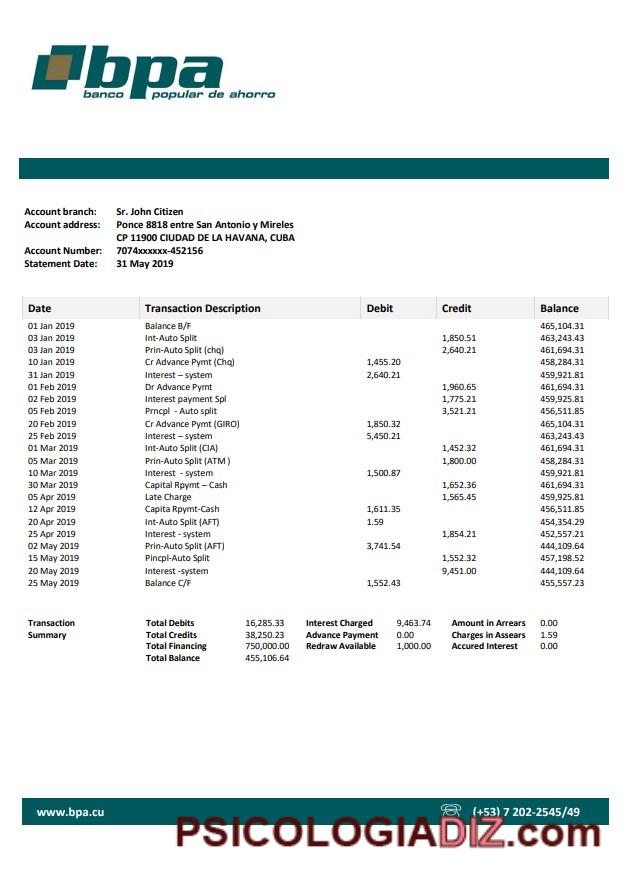 bpa
banco popular de ahorro
Account branch: Sr. John Citizen
Account address: Ponce 8818 entre San Antonio y Mireles
CP 11900 CIUDAD DE LA HAVANA, CUBA
Account Number: 7074xxxxxx-452156
Statement Date: 31 May 2019
Date Transaction Description Debit Credit Balance
01 Jan 2019 Balance B/F 465,104.31
03 Jan 2019 Int-Auto Split 1,850.51 463,243.43
03 Jan 2019 Prin-Auto Split (chq) 2,640.21 461,694.31
10 Jan 2019 Cr Advance Pymt (Chq) 1,455.20 458,284.31
31 Jan 2019 Interest – system 2,640.21 459,921.81
01 Feb 2019 Dr Advance Pymt 1,960.65 461,694.31
02 Feb 2019 Interest payment Spl 1,775.21 459,925.81
05 Feb 2019 Prncpl - Auto split 3,521.21 456,511.85
20 Feb 2019 Cr Advance Pymt (GIRO) 1,850.32 465,104.31
25 Feb 2019 Interest – system 5,450.21 463,243.43
01 Mar 2019 Int-Auto Split (CIA) 1,452.32 461,694.31
05 Mar 2019 Prin-Auto Split (ATM ) 1,800.00 458,284.31
10 Mar 2019 Interest - system 1,500.87 459,921.81
30 Mar 2019 Capital Rpymt – Cash 1,652.36 461,694.31
05 Apr 2019 Late Charge 1,565.45 459,925.81
12 Apr 2019 Capita Rpymt-Cash 1,611.35 456,511.85
20 Apr 2019 Int-Auto Split (AFT) 1.59 454,354.29
25 Apr 2019 Interest - system 1,854.21 452,557.21
02 May 2019 Prin-Auto Split (AFT) 3,741.54 444,109.64
15 May 2019 Pincpl-Auto Split 1,552.32 457,198.52
20 May 2019 Interest -system 9,451.00 444,109.64
25 May 2019 Balance C/F 1,552.43 455,557.23
Transaction Total Debits 16,285.33 Interest Charged 9,463.74 Amount in Arrears 0.00
Summary Total Credits 38,250.23 Advance Payment 0.00 Charges in Assears 1.59
Total Financing 750,000.00 Redraw Available 1,000.00 Accured Interest 0.00
Total Balance 455,106.64
www.bpa.cu (+53) 7 202-2545/49
PSICOLOGIADIZ.com